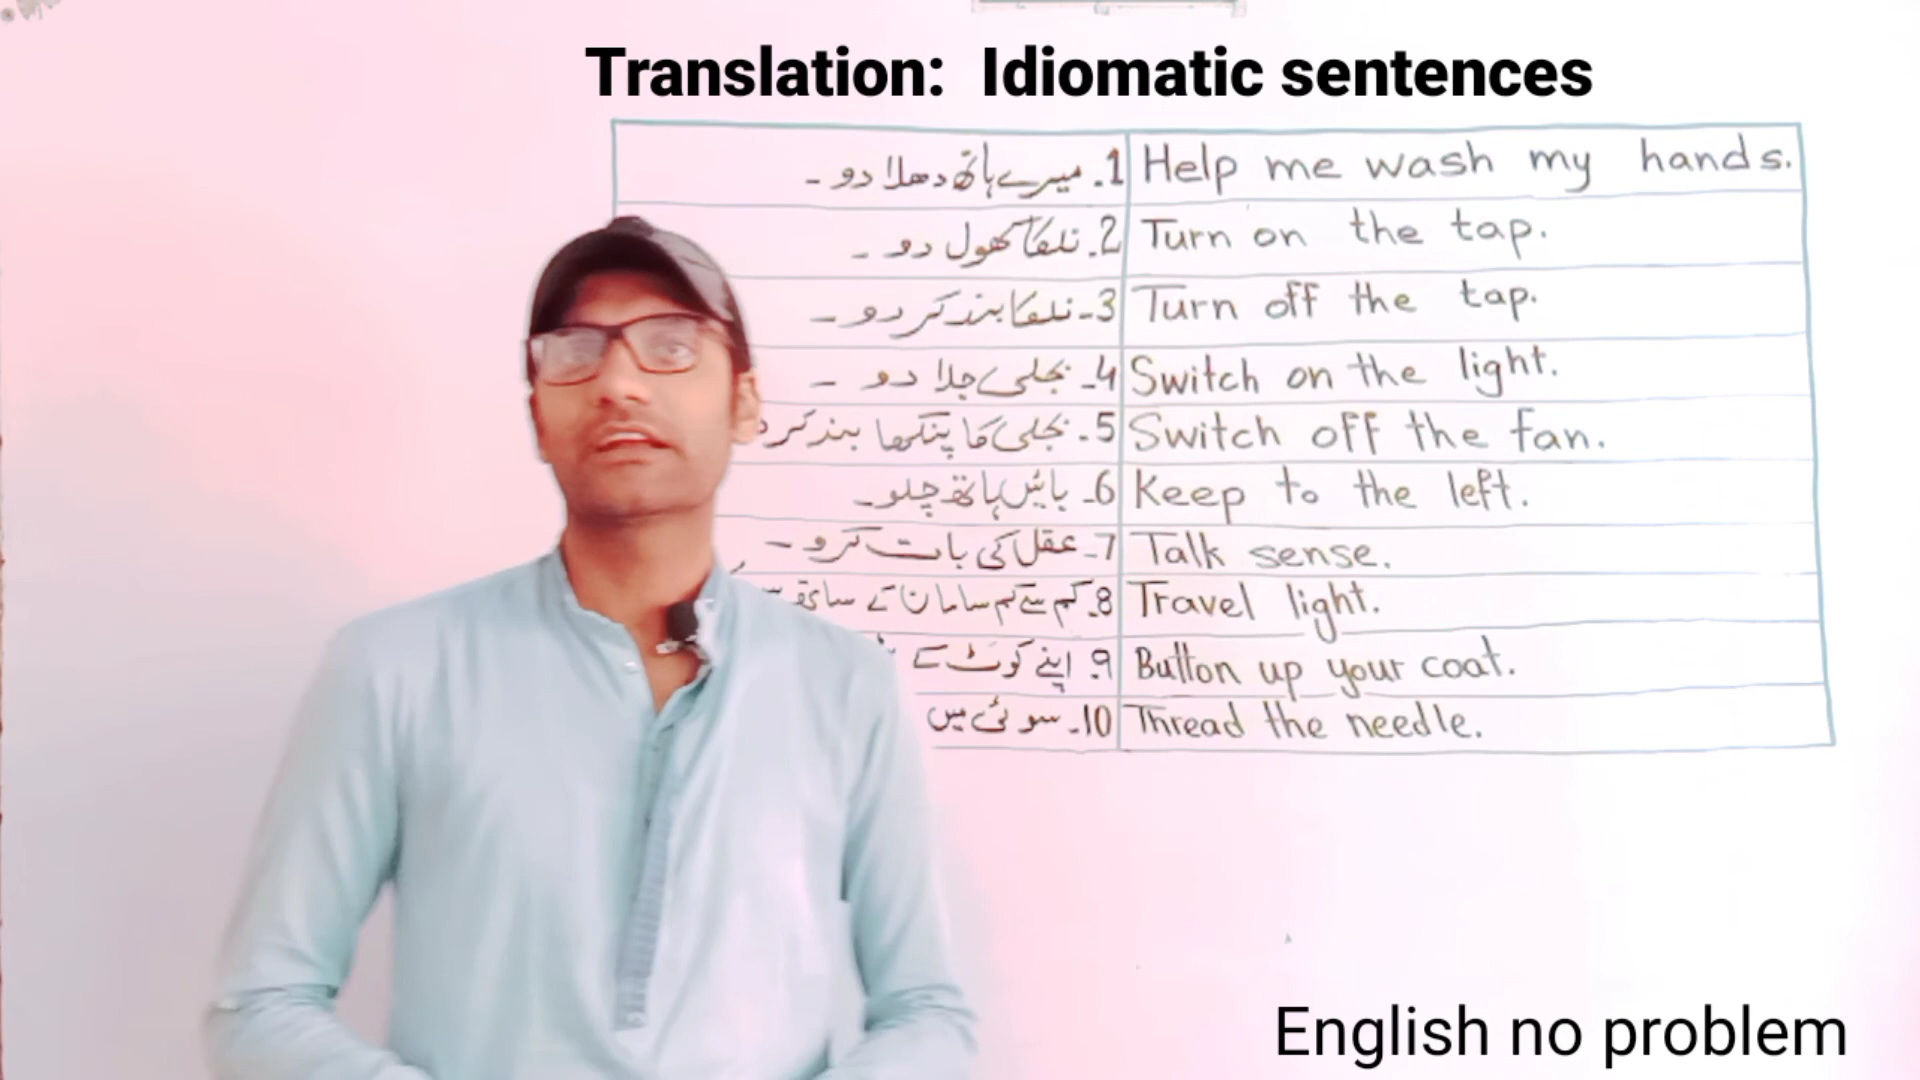 Translation: Idiomatic sentences
1. میرے ہاتھ دھلا دو ۔ Help me wash my hands.
2. نلکا کھول دو ۔ Turn on the tap.
3۔ نلکا بند کر دو ۔ Turn off the tap.
4۔ بجلی جلا دو ۔ Switch on the light.
5۔ بجلی کا پنکھا بند کر Switch off the fan.
6۔ بائیں ہاتھ چلو۔ Keep to the left.
7۔ عقل کی بات کرو ۔ Talk sense.
8۔ کم سے کم سامان کے ساتھ Travel light.
9. اپنے کوٹ کے Button up your coat.
10۔ سوئی میں Thread the needle.
English no problem